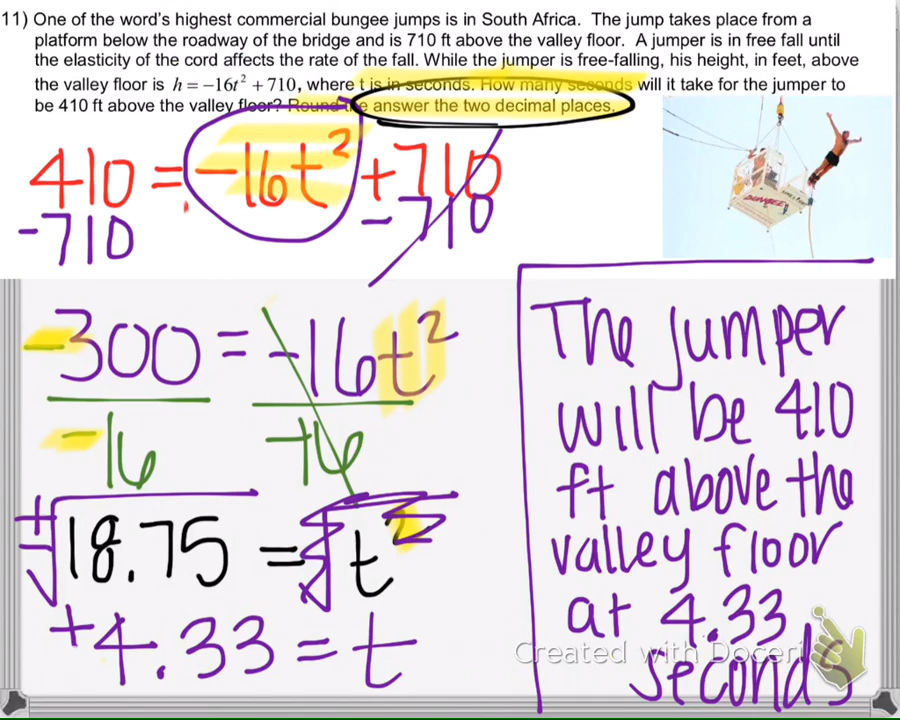 11) One of the word's highest commercial bungee jumps is in South Africa. The jump takes place from a
platform below the roadway of the bridge and is 710 ft above the valley floor. A jumper is in free fall until
the elasticity of the cord affects the rate of the fall. While the jumper is free-falling, his height, in feet, above
the valley floor is h = −16t² + 710, where t is in seconds. How many seconds will it take for the jumper to
be 410 ft above the valley floor? Round the answer the two decimal places.
410 = -16t² + 710
-710 -710
-300 = -16t²
-16 -16
±√18.75 = √t²
+4.33 = t
The jumper
will be 410
ft above the
valley floor
at 4.33
seconds
BUNGEE
Created with Doceri